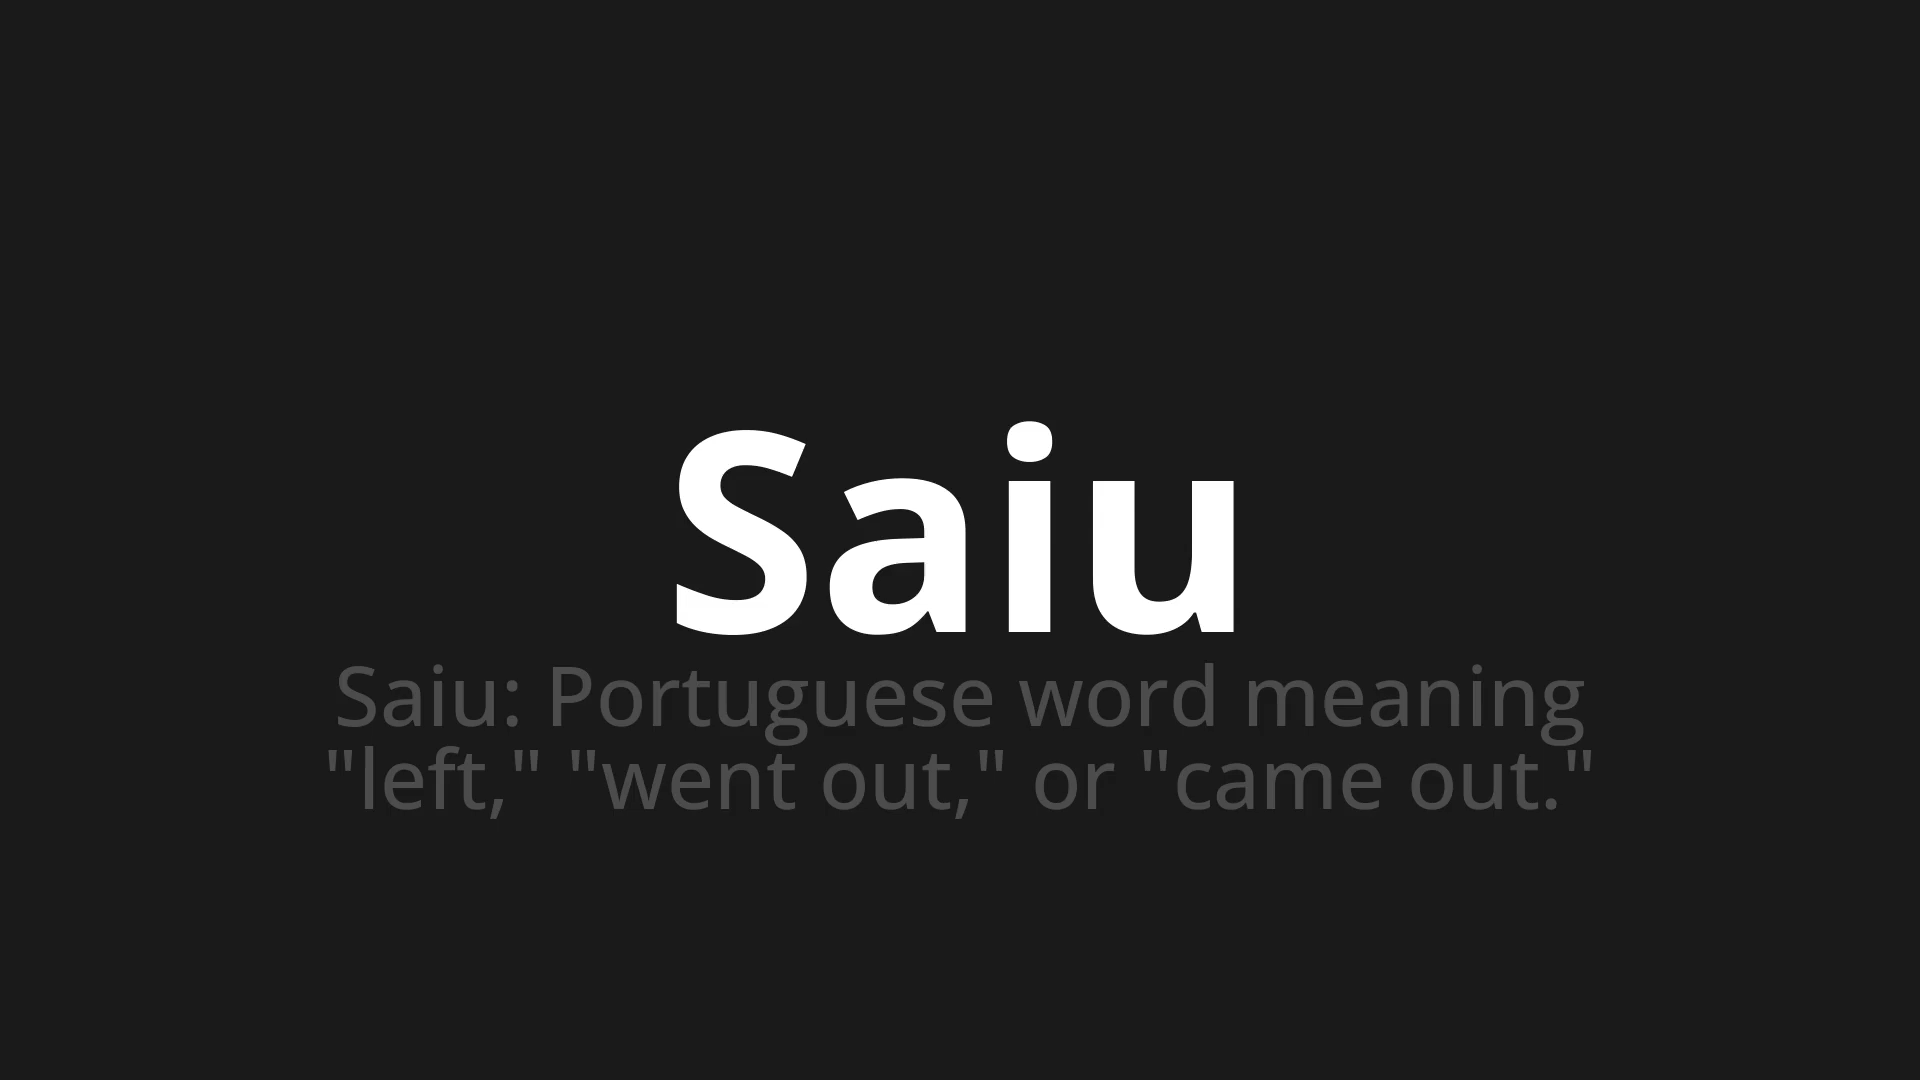 Saiu
Saiu: Portuguese word meaning
"left," "went out," or "came out."